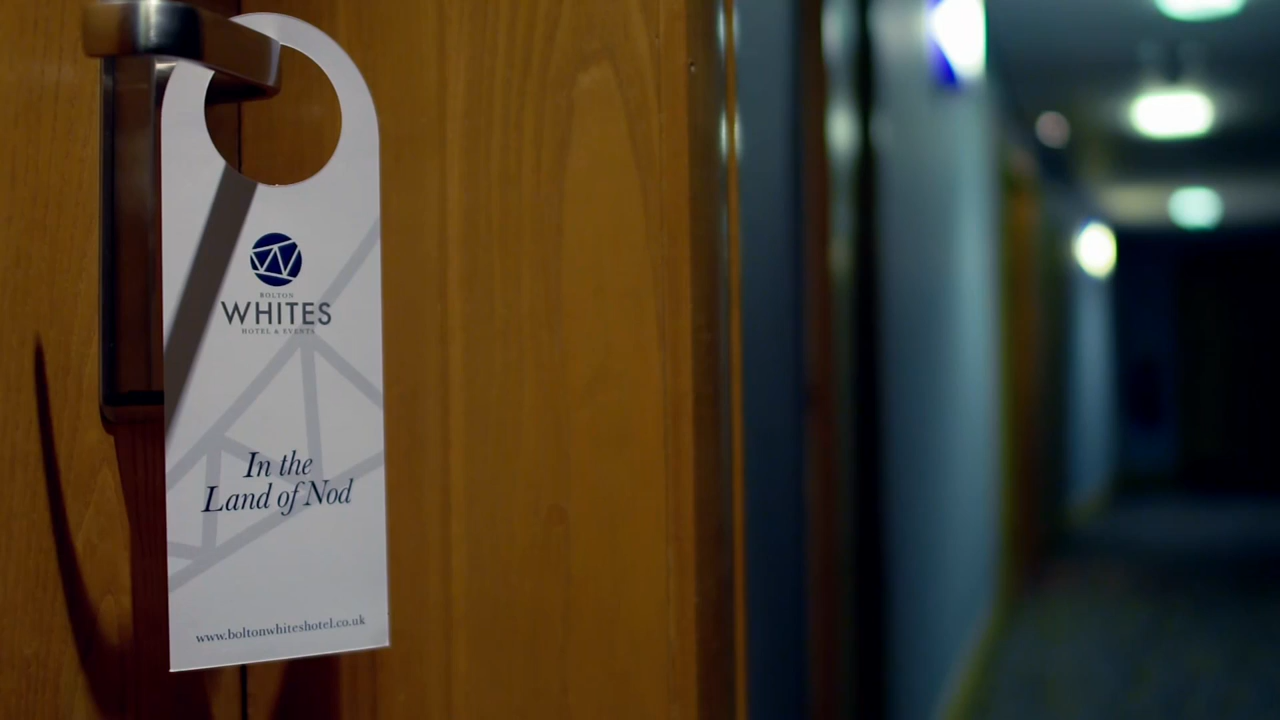 BOLTON
WHITES
HOTEL & EVENTS
In the
Land of Nod
www.boltonwhiteshotel.co.uk